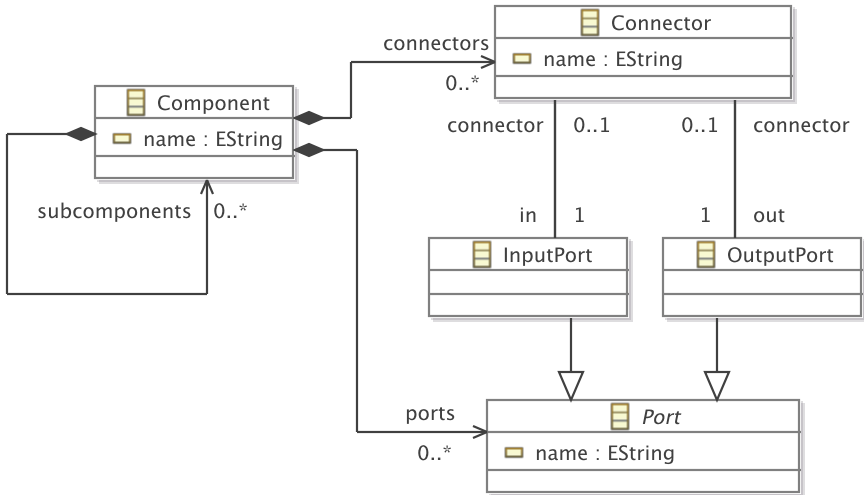 Connector
connectors
name : EString
0..*
Component
name : EString
connector
0..1
0..1
connector
subcomponents
0..*
in
1
1
out
InputPort
OutputPort
ports
Port
0..*
name : EString